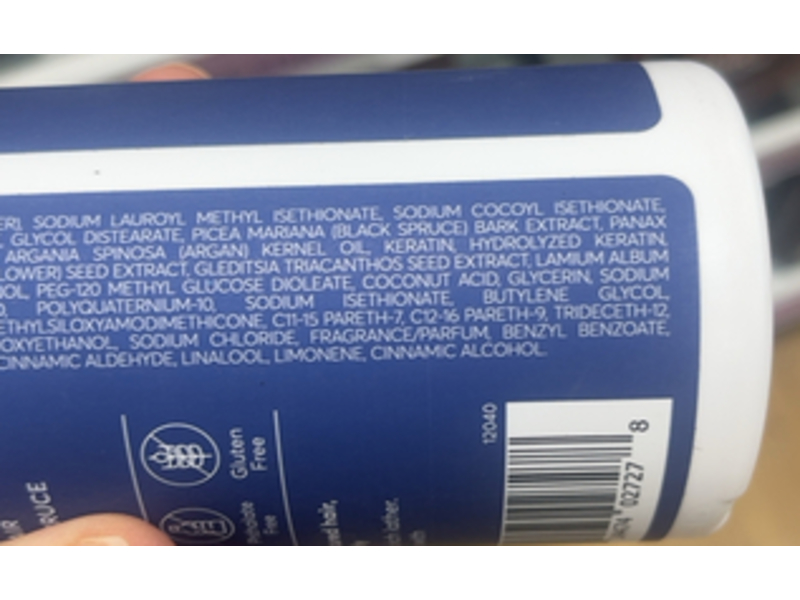 SODIUM LAUROYL METHYL ISETHIONATE, SODIUM COCOYL ISETHIONATE,
GLYCOL DISTEARATE, PICEA MARIANA (BLACK SPRUCE) BARK EXTRACT, PANAX
ARGANIA SPINOSA (ARGAN) KERNEL OIL, KERATIN, HYDROLYZED KERATIN,
SEED EXTRACT, GLEDITSIA TRIACANTHOS SEED EXTRACT, LAMIUM ALBUM
PEG-120 METHYL GLUCOSE DIOLEATE, COCONUT ACID, GLYCERIN, SODIUM
POLYQUATERNIUM-10, SODIUM ISETHIONATE, BUTYLENE GLYCOL,
C11-15 PARETH-7, C12-16 PARETH-9, TRIDECETH-12,
SODIUM CHLORIDE, FRAGRANCE/PARFUM, BENZYL BENZOATE,
CINNAMIC ALDEHYDE, LINALOOL, LIMONENE, CINNAMIC ALCOHOL.
Gluten
Free
Free
hair,
lather.
12040
02727 8